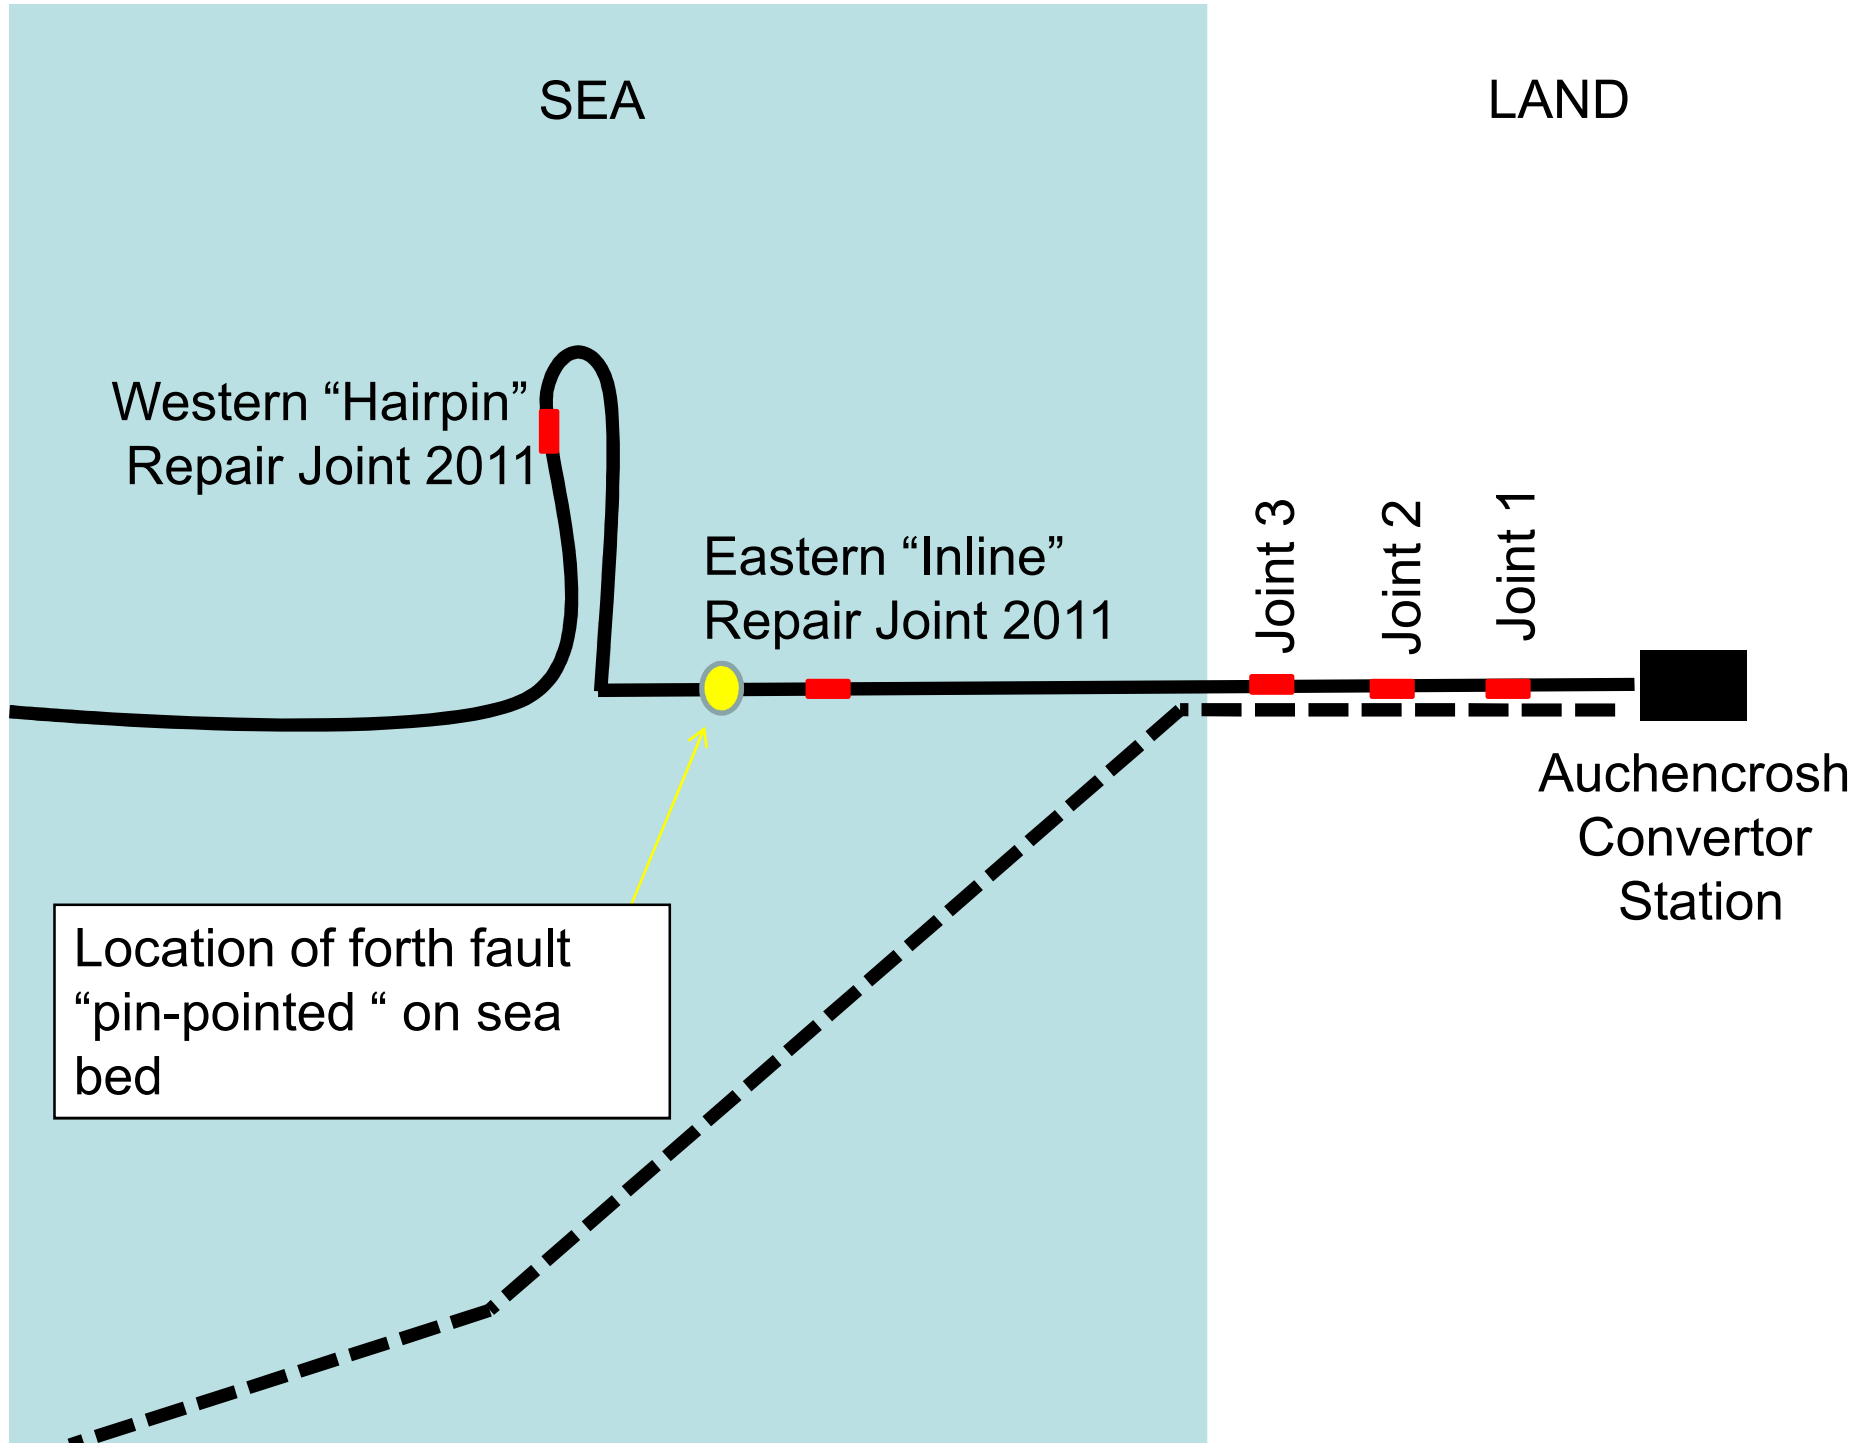 SEA
LAND
Western “Hairpin”
Repair Joint 2011
Eastern “Inline”
Repair Joint 2011
Joint 3
Joint 2
Joint 1
Auchencrosh
Convertor
Station
Location of forth fault
“pin-pointed “ on sea
bed